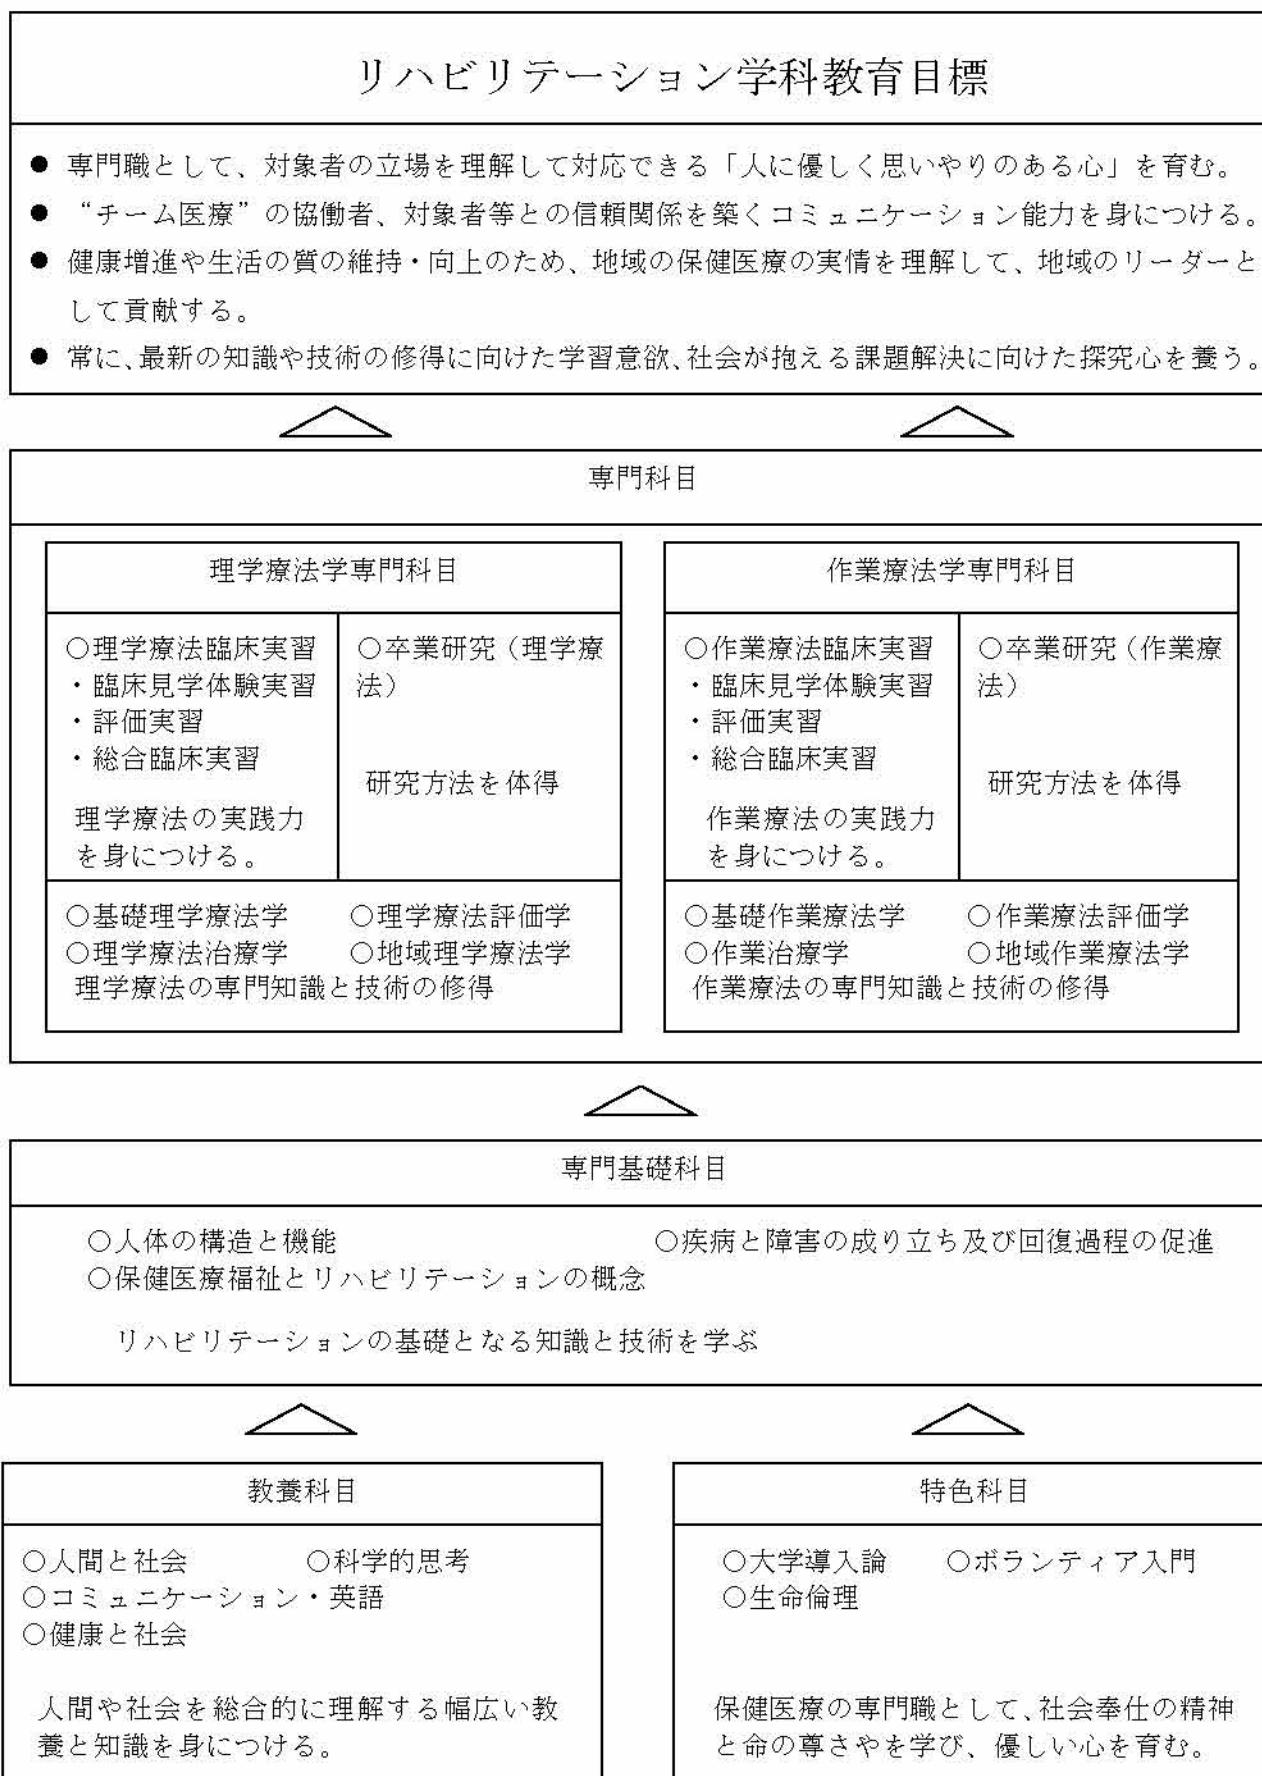 リハビリテーション学科教育目標
● 専門職として、対象者の立場を理解して対応できる「人に優しく思いやりのある心」を育む。
● “チーム医療”の協働者、対象者等との信頼関係を築くコミュニケーション能力を身につける。
● 健康増進や生活の質の維持・向上のため、地域の保健医療の実情を理解して、地域のリーダーと
して貢献する。
● 常に、最新の知識や技術の修得に向けた学習意欲、社会が抱える課題解決に向けた探究心を養う。
専門科目
理学療法学専門科目
○理学療法臨床実習
・臨床見学体験実習
・評価実習
・総合臨床実習
理学療法の実践力
を身につける。
○卒業研究（理学療
法）
研究方法を体得
○基礎理学療法学 ○理学療法評価学
○理学療法治療学 ○地域理学療法学
理学療法の専門知識と技術の修得
作業療法学専門科目
○作業療法臨床実習
・臨床見学体験実習
・評価実習
・総合臨床実習
作業療法の実践力
を身につける。
○卒業研究（作業療
法）
研究方法を体得
○基礎作業療法学 ○作業療法評価学
○作業治療学 ○地域作業療法学
作業療法の専門知識と技術の修得
専門基礎科目
○人体の構造と機能 ○疾病と障害の成り立ち及び回復過程の促進
○保健医療福祉とリハビリテーションの概念
リハビリテーションの基礎となる知識と技術を学ぶ
教養科目
○人間と社会 ○科学的思考
○コミュニケーション・英語
○健康と社会
人間や社会を総合的に理解する幅広い教
養と知識を身につける。
特色科目
○大学導入論 ○ボランティア入門
○生命倫理
保健医療の専門職として、社会奉仕の精神
と命の尊さやを学び、優しい心を育む。